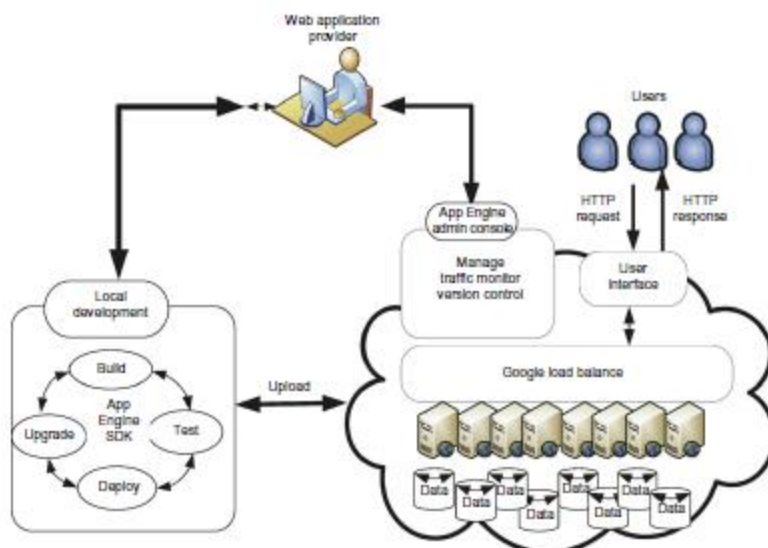 Web application
provider
Users
HTTP
request
HTTP
response
App Engine
admin console
Manage
traffic monitor
version control
User
interface
Local
development
Build
App
Engine
SDK
Upgrade
Test
Deploy
Upload
Google load balance
Data
Data
Data
Data
Data
Data
Data
Data